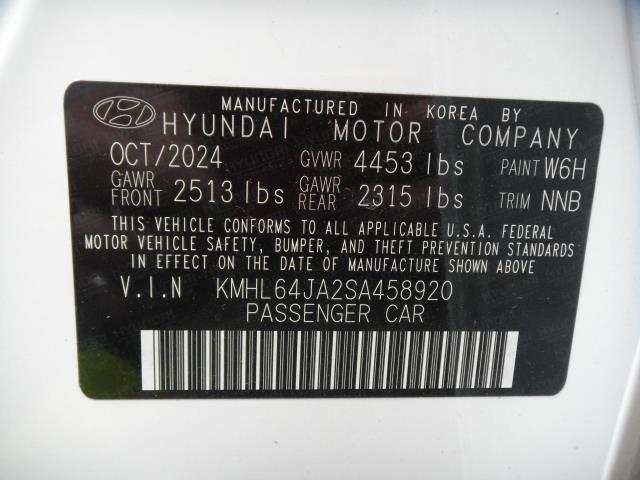 MANUFACTURED IN KOREA BY
HYUNDAI MOTOR COMPANY
OCT/2024 GVWR 4453 lbs PAINT W6H
GAWR FRONT 2513 lbs GAWR REAR 2315 lbs TRIM NNB
THIS VEHICLE CONFORMS TO ALL APPLICABLE U.S.A. FEDERAL
MOTOR VEHICLE SAFETY, BUMPER, AND THEFT PREVENTION STANDARDS
IN EFFECT ON THE DATE OF MANUFACTURE SHOWN ABOVE
V.I.N KMHL64JA2SA458920
PASSENGER CAR